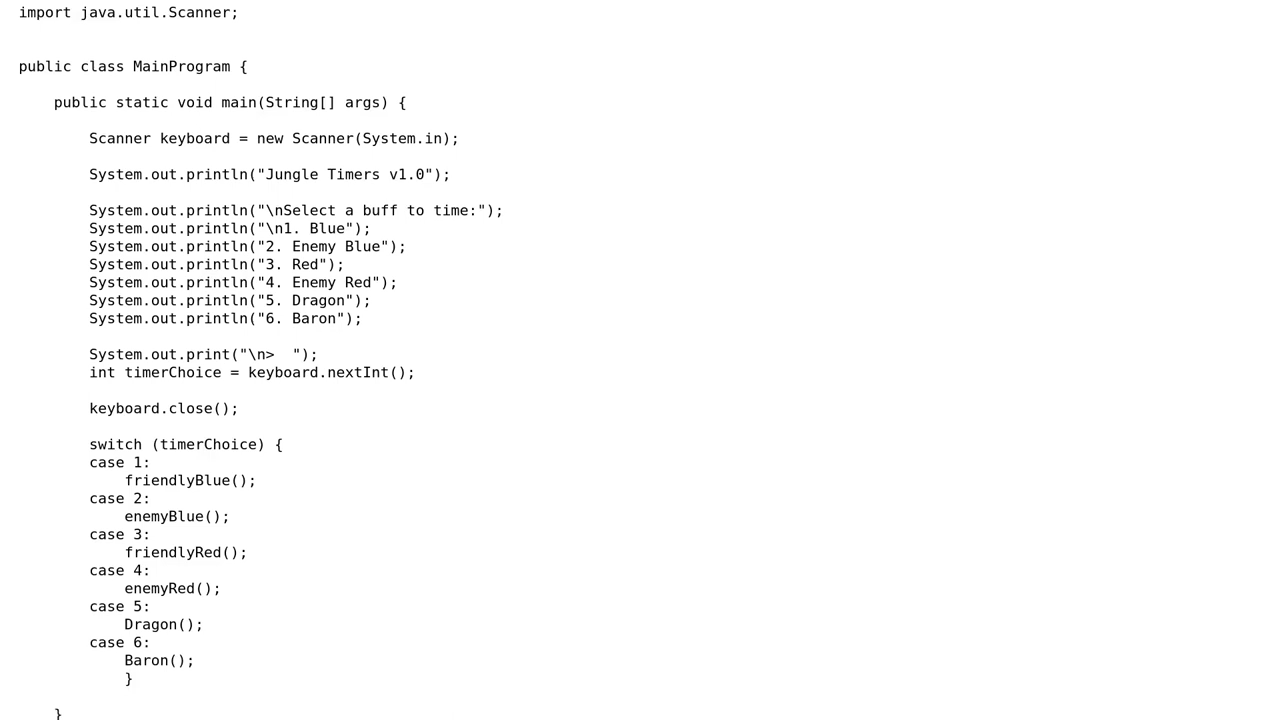 import java.util.Scanner;
public class MainProgram {
    public static void main(String[] args) {
        Scanner keyboard = new Scanner(System.in);
        System.out.println("Jungle Timers v1.0");
        System.out.println("\nSelect a buff to time:");
        System.out.println("\n1. Blue");
        System.out.println("2. Enemy Blue");
        System.out.println("3. Red");
        System.out.println("4. Enemy Red");
        System.out.println("5. Dragon");
        System.out.println("6. Baron");
        System.out.print("\n>  ");
        int timerChoice = keyboard.nextInt();
        keyboard.close();
        switch (timerChoice) {
        case 1:
            friendlyBlue();
        case 2:
            enemyBlue();
        case 3:
            friendlyRed();
        case 4:
            enemyRed();
        case 5:
            Dragon();
        case 6:
            Baron();
            }
    }